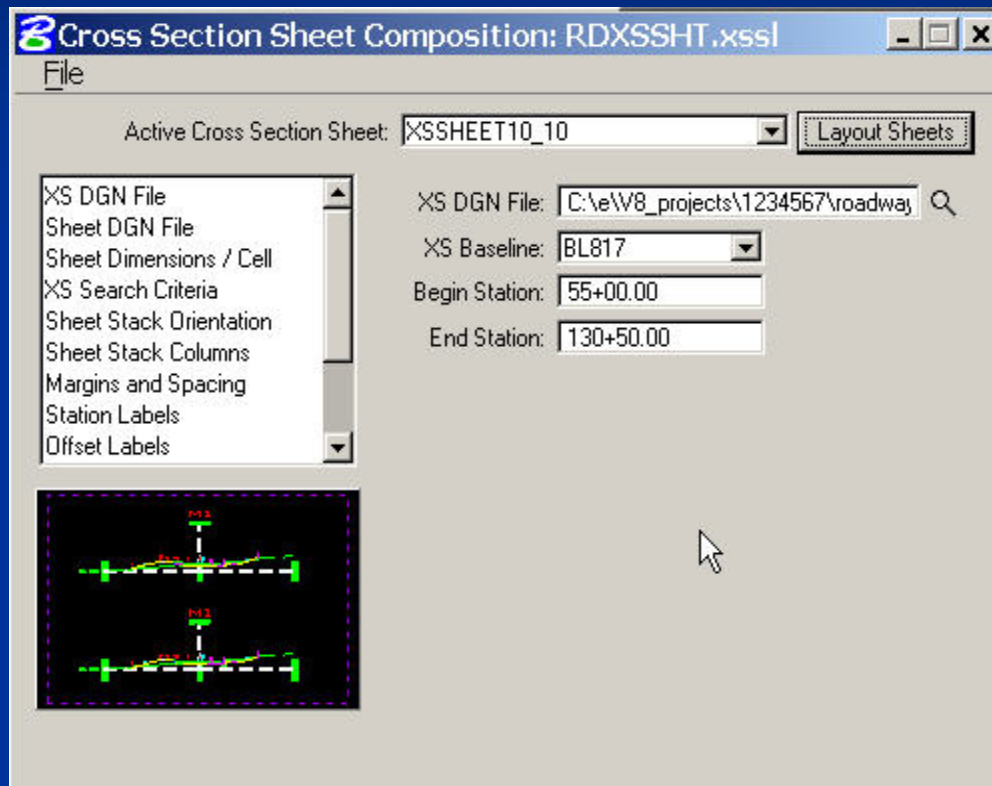 Cross Section Sheet Composition: RDXSSHT.xssl
File
Active Cross Section Sheet: XSSHEET10_10 Layout Sheets
XS DGN File
Sheet DGN File
Sheet Dimensions / Cell
XS Search Criteria
Sheet Stack Orientation
Sheet Stack Columns
Margins and Spacing
Station Labels
Offset Labels
XS DGN File: C:\e\V8_projects\1234567\roadway
XS Baseline: BL817
Begin Station: 55+00.00
End Station: 130+50.00